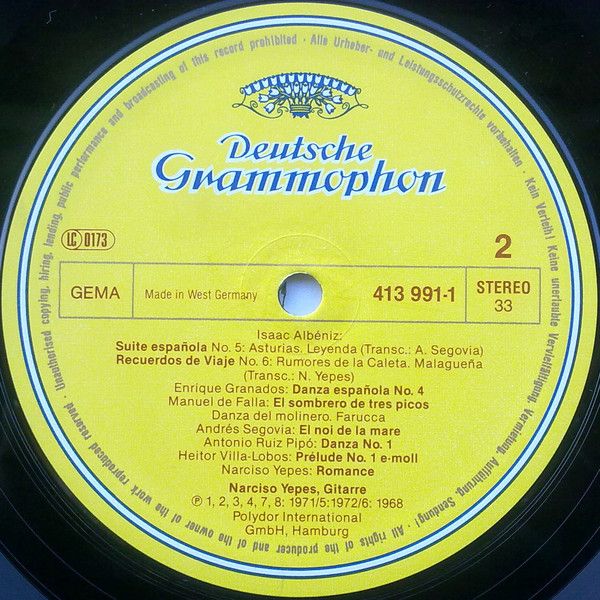 Deutsche
Grammophon
LC 0173
2
GEMA
Made in West Germany
413 991-1
STEREO
33
Isaac Albéniz:
Suite española No. 5: Asturias. Leyenda (Transc.: A. Segovia)
Recuerdos de Viaje No. 6: Rumores de la Caleta. Malagueña
(Transc.: N. Yepes)
Enrique Granados: Danza española No. 4
Manuel de Falla: El sombrero de tres picos
Danza del molinero. Farucca
Andrés Segovia: El noi de la mare
Antonio Ruiz Pipó: Danza No. 1
Heitor Villa-Lobos: Prélude No. 1 e-moll
Narciso Yepes: Romance
Narciso Yepes, Gitarre
Ⓟ 1, 2, 3, 4, 7, 8: 1971/5:1972/6: 1968
Polydor International
GmbH, Hamburg
Alle Urheber- und Leistungsschutzrechte vorbehalten · Kein Verleih! Keine unerlaubte Vervielfältigung, Vermietung, Aufführung, Sendung! · All rights of the producer and of the owner of the work reproduced reserved · Unauthorised copying, hiring, lending, public performance and broadcasting of this record prohibited ·